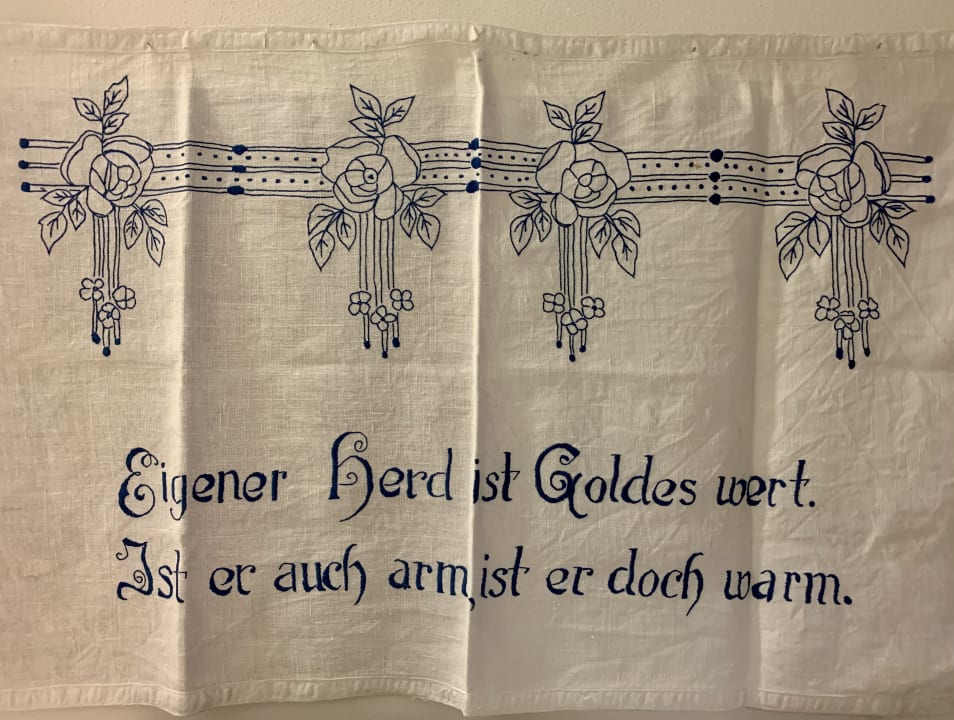 Eigener Herd ist Goldes wert.
Ist er auch arm, ist er doch warm.